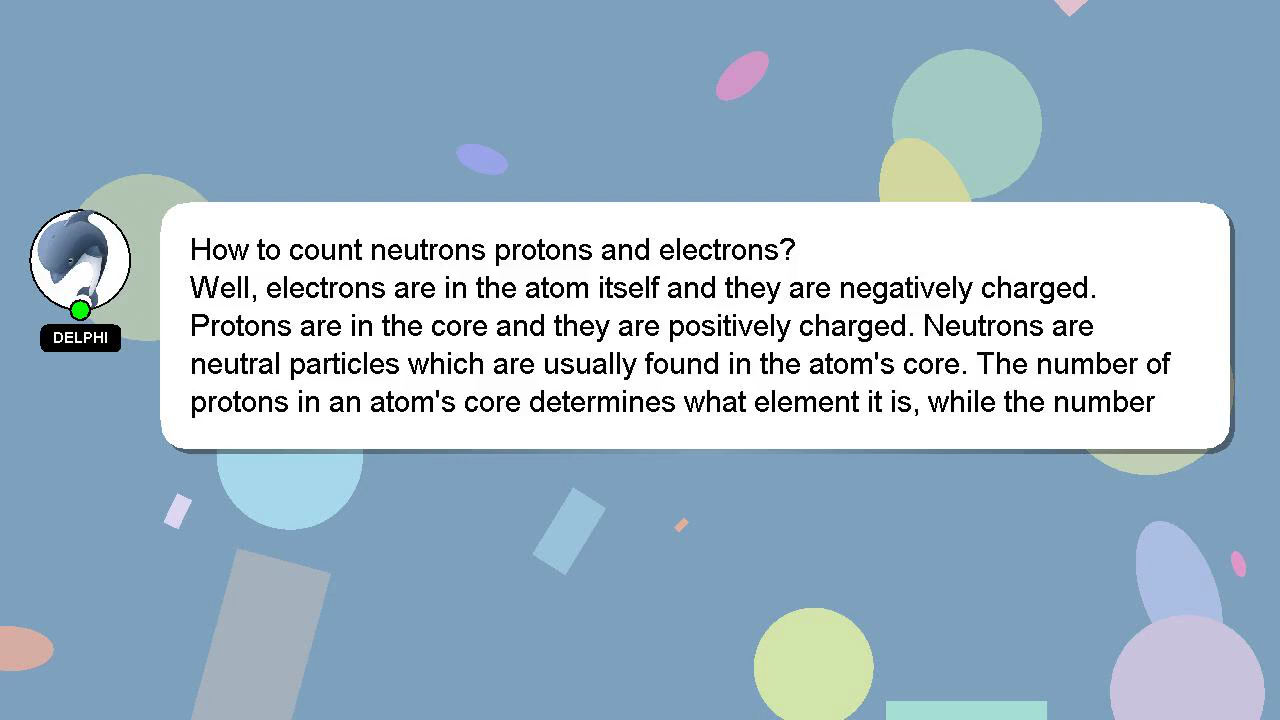 How to count neutrons protons and electrons?
Well, electrons are in the atom itself and they are negatively charged.
Protons are in the core and they are positively charged. Neutrons are
neutral particles which are usually found in the atom's core. The number of
protons in an atom's core determines what element it is, while the number
DELPHI